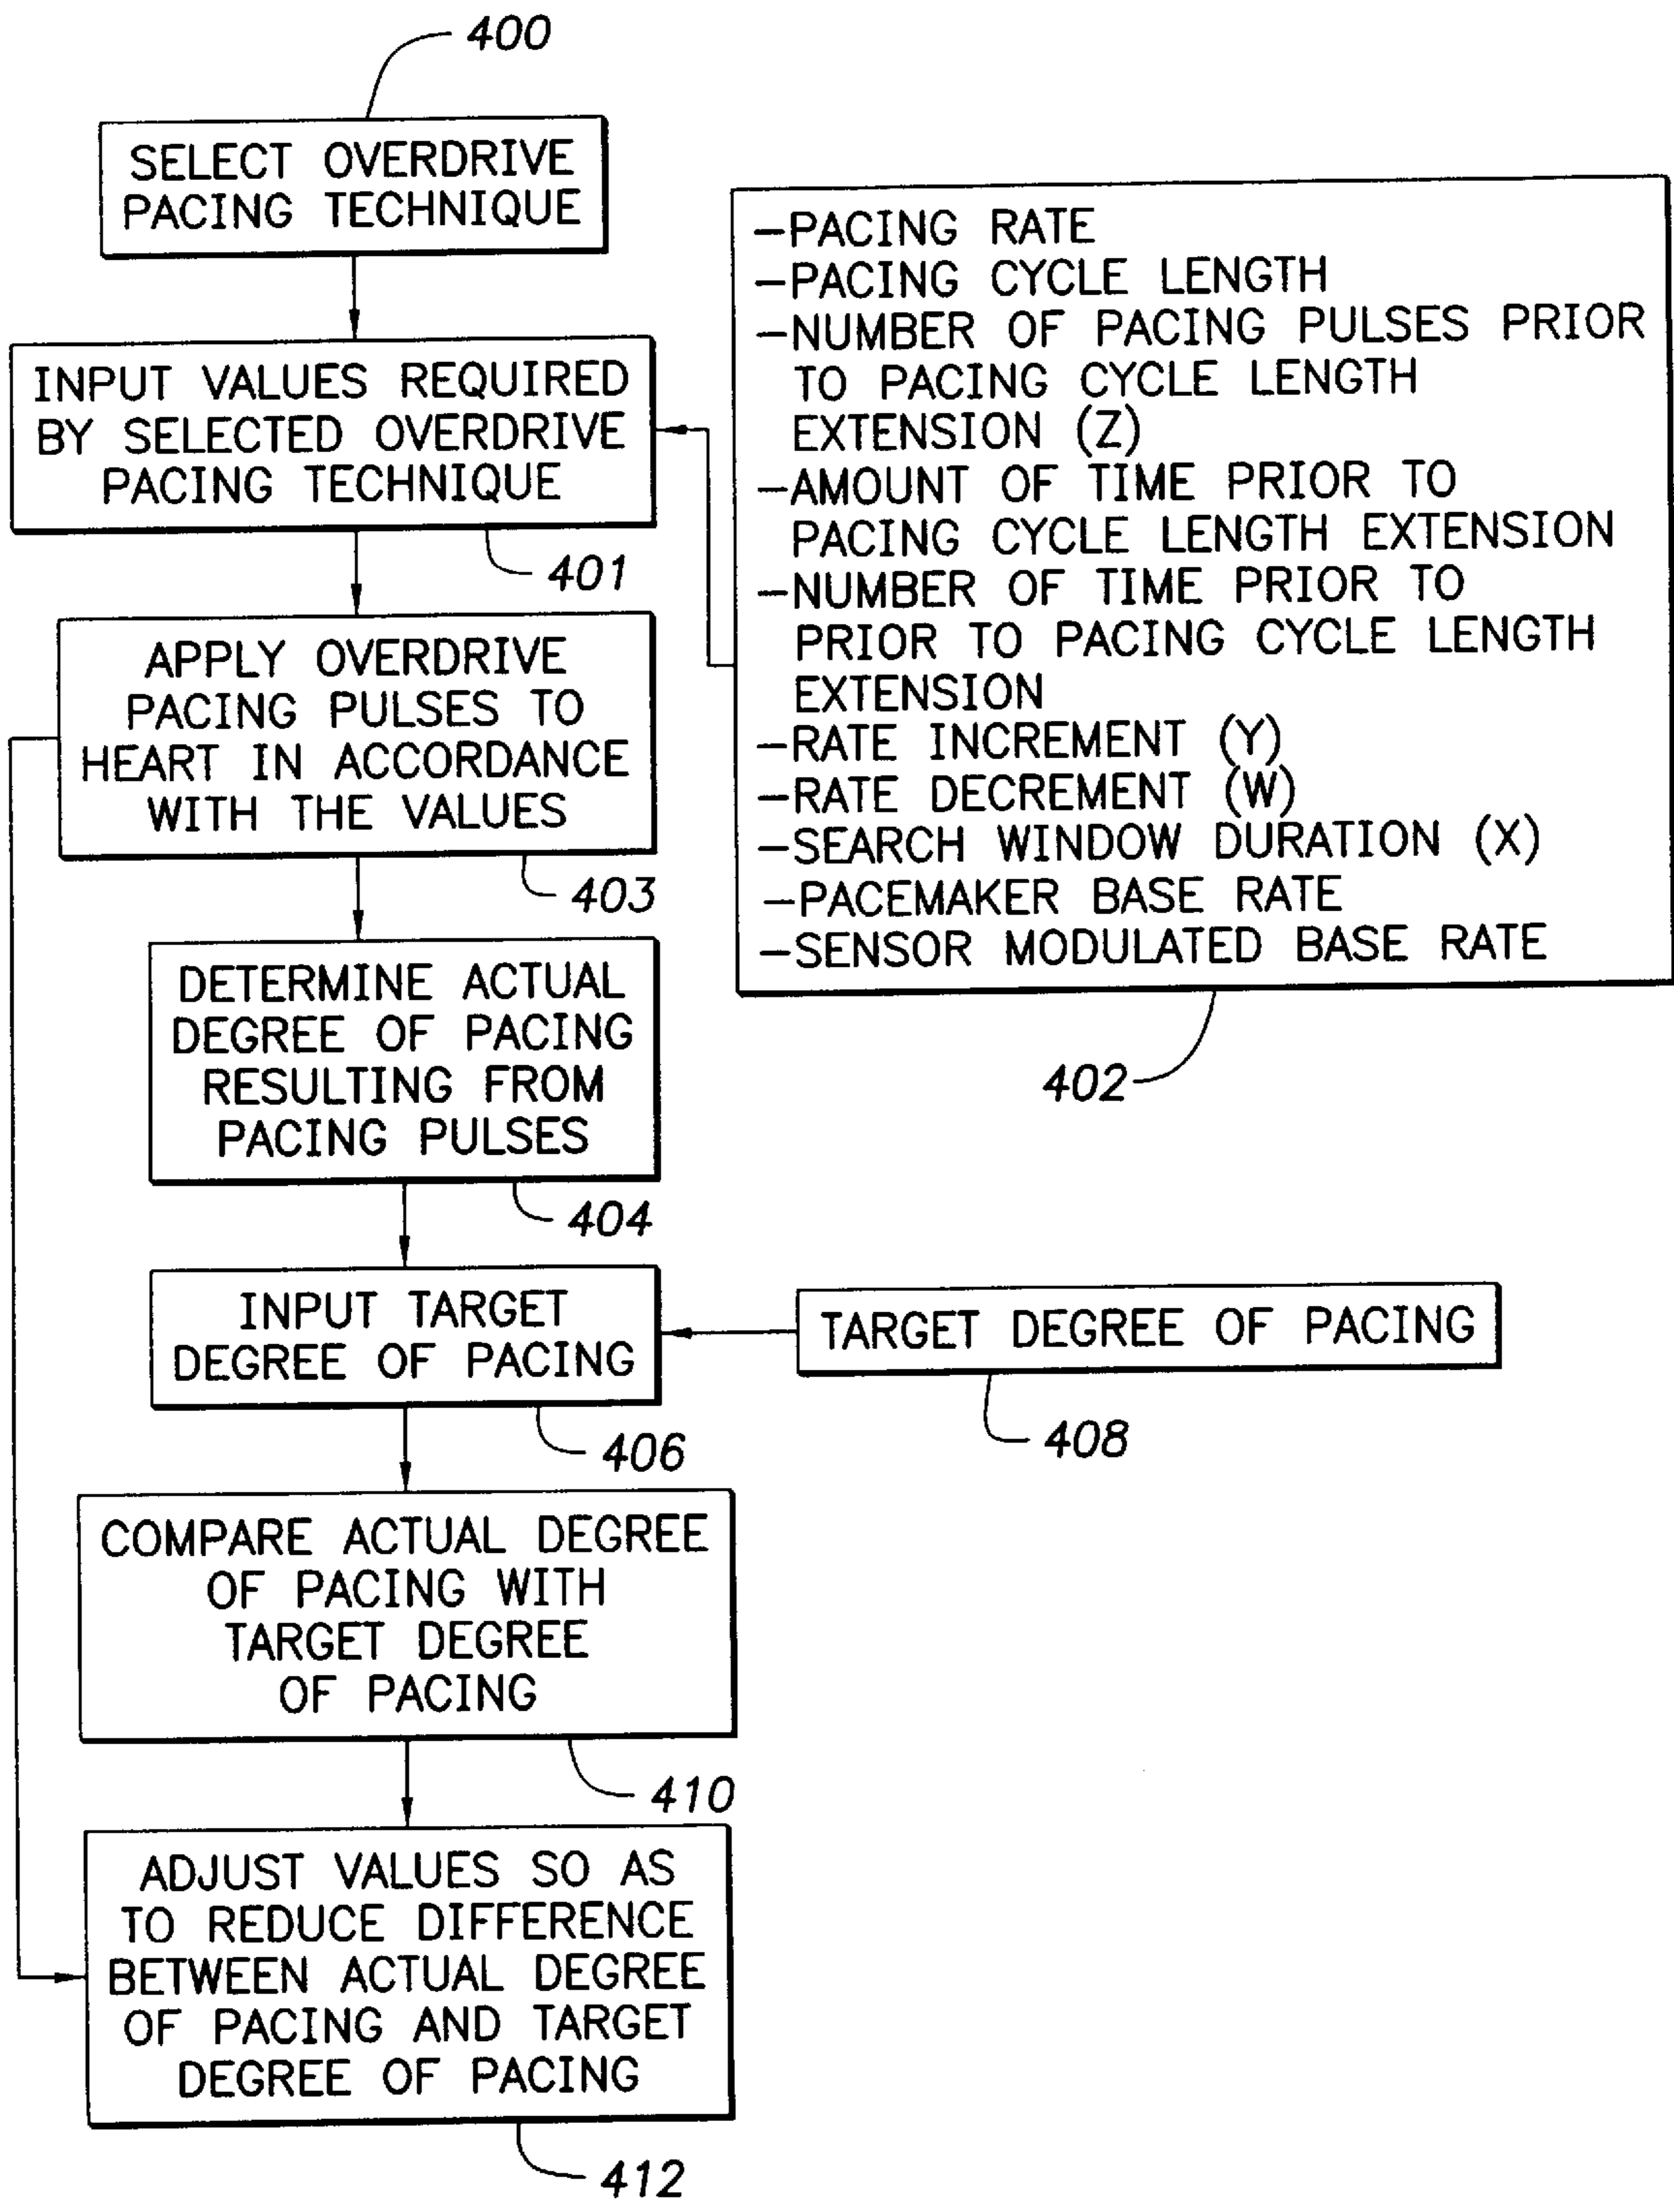 400
SELECT OVERDRIVE
PACING TECHNIQUE
INPUT VALUES REQUIRED
BY SELECTED OVERDRIVE
PACING TECHNIQUE
401
–PACING RATE
–PACING CYCLE LENGTH
–NUMBER OF PACING PULSES PRIOR
TO PACING CYCLE LENGTH
EXTENSION (Z)
–AMOUNT OF TIME PRIOR TO
PACING CYCLE LENGTH EXTENSION
–NUMBER OF TIME PRIOR TO
PRIOR TO PACING CYCLE LENGTH
EXTENSION
–RATE INCREMENT (Y)
–RATE DECREMENT (W)
–SEARCH WINDOW DURATION (X)
–PACEMAKER BASE RATE
–SENSOR MODULATED BASE RATE
402
APPLY OVERDRIVE
PACING PULSES TO
HEART IN ACCORDANCE
WITH THE VALUES
403
DETERMINE ACTUAL
DEGREE OF PACING
RESULTING FROM
PACING PULSES
404
INPUT TARGET
DEGREE OF PACING
406
TARGET DEGREE OF PACING
408
COMPARE ACTUAL DEGREE
OF PACING WITH
TARGET DEGREE
OF PACING
410
ADJUST VALUES SO AS
TO REDUCE DIFFERENCE
BETWEEN ACTUAL DEGREE
OF PACING AND TARGET
DEGREE OF PACING
412